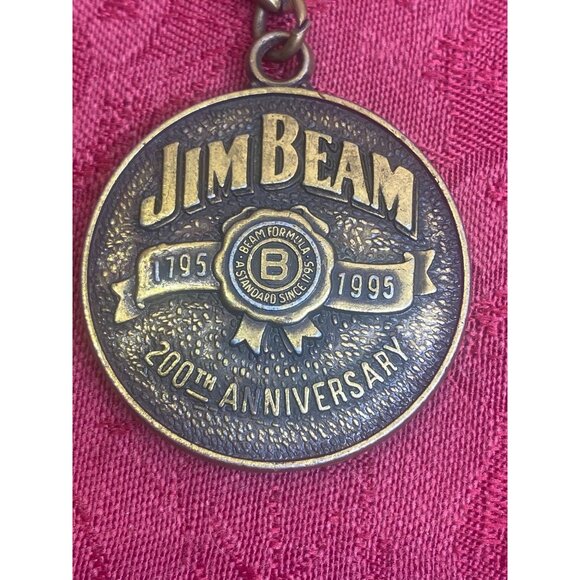 JIM BEAM
1795
BEAM FORMULA
B
A STANDARD SINCE 1795
1995
200TH ANNIVERSARY